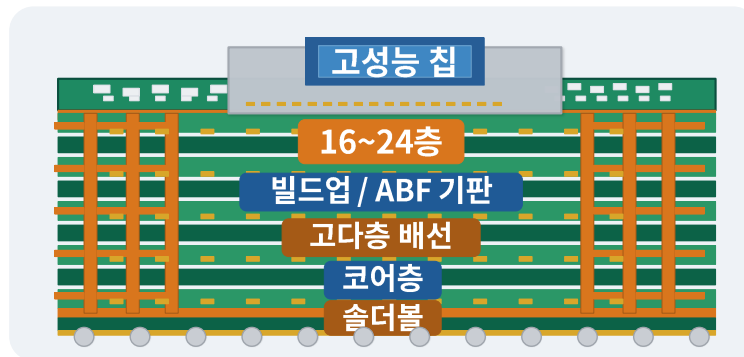 고성능 칩
16~24층
빌드업 / ABF 기판
고다층 배선
코어층
솔더볼